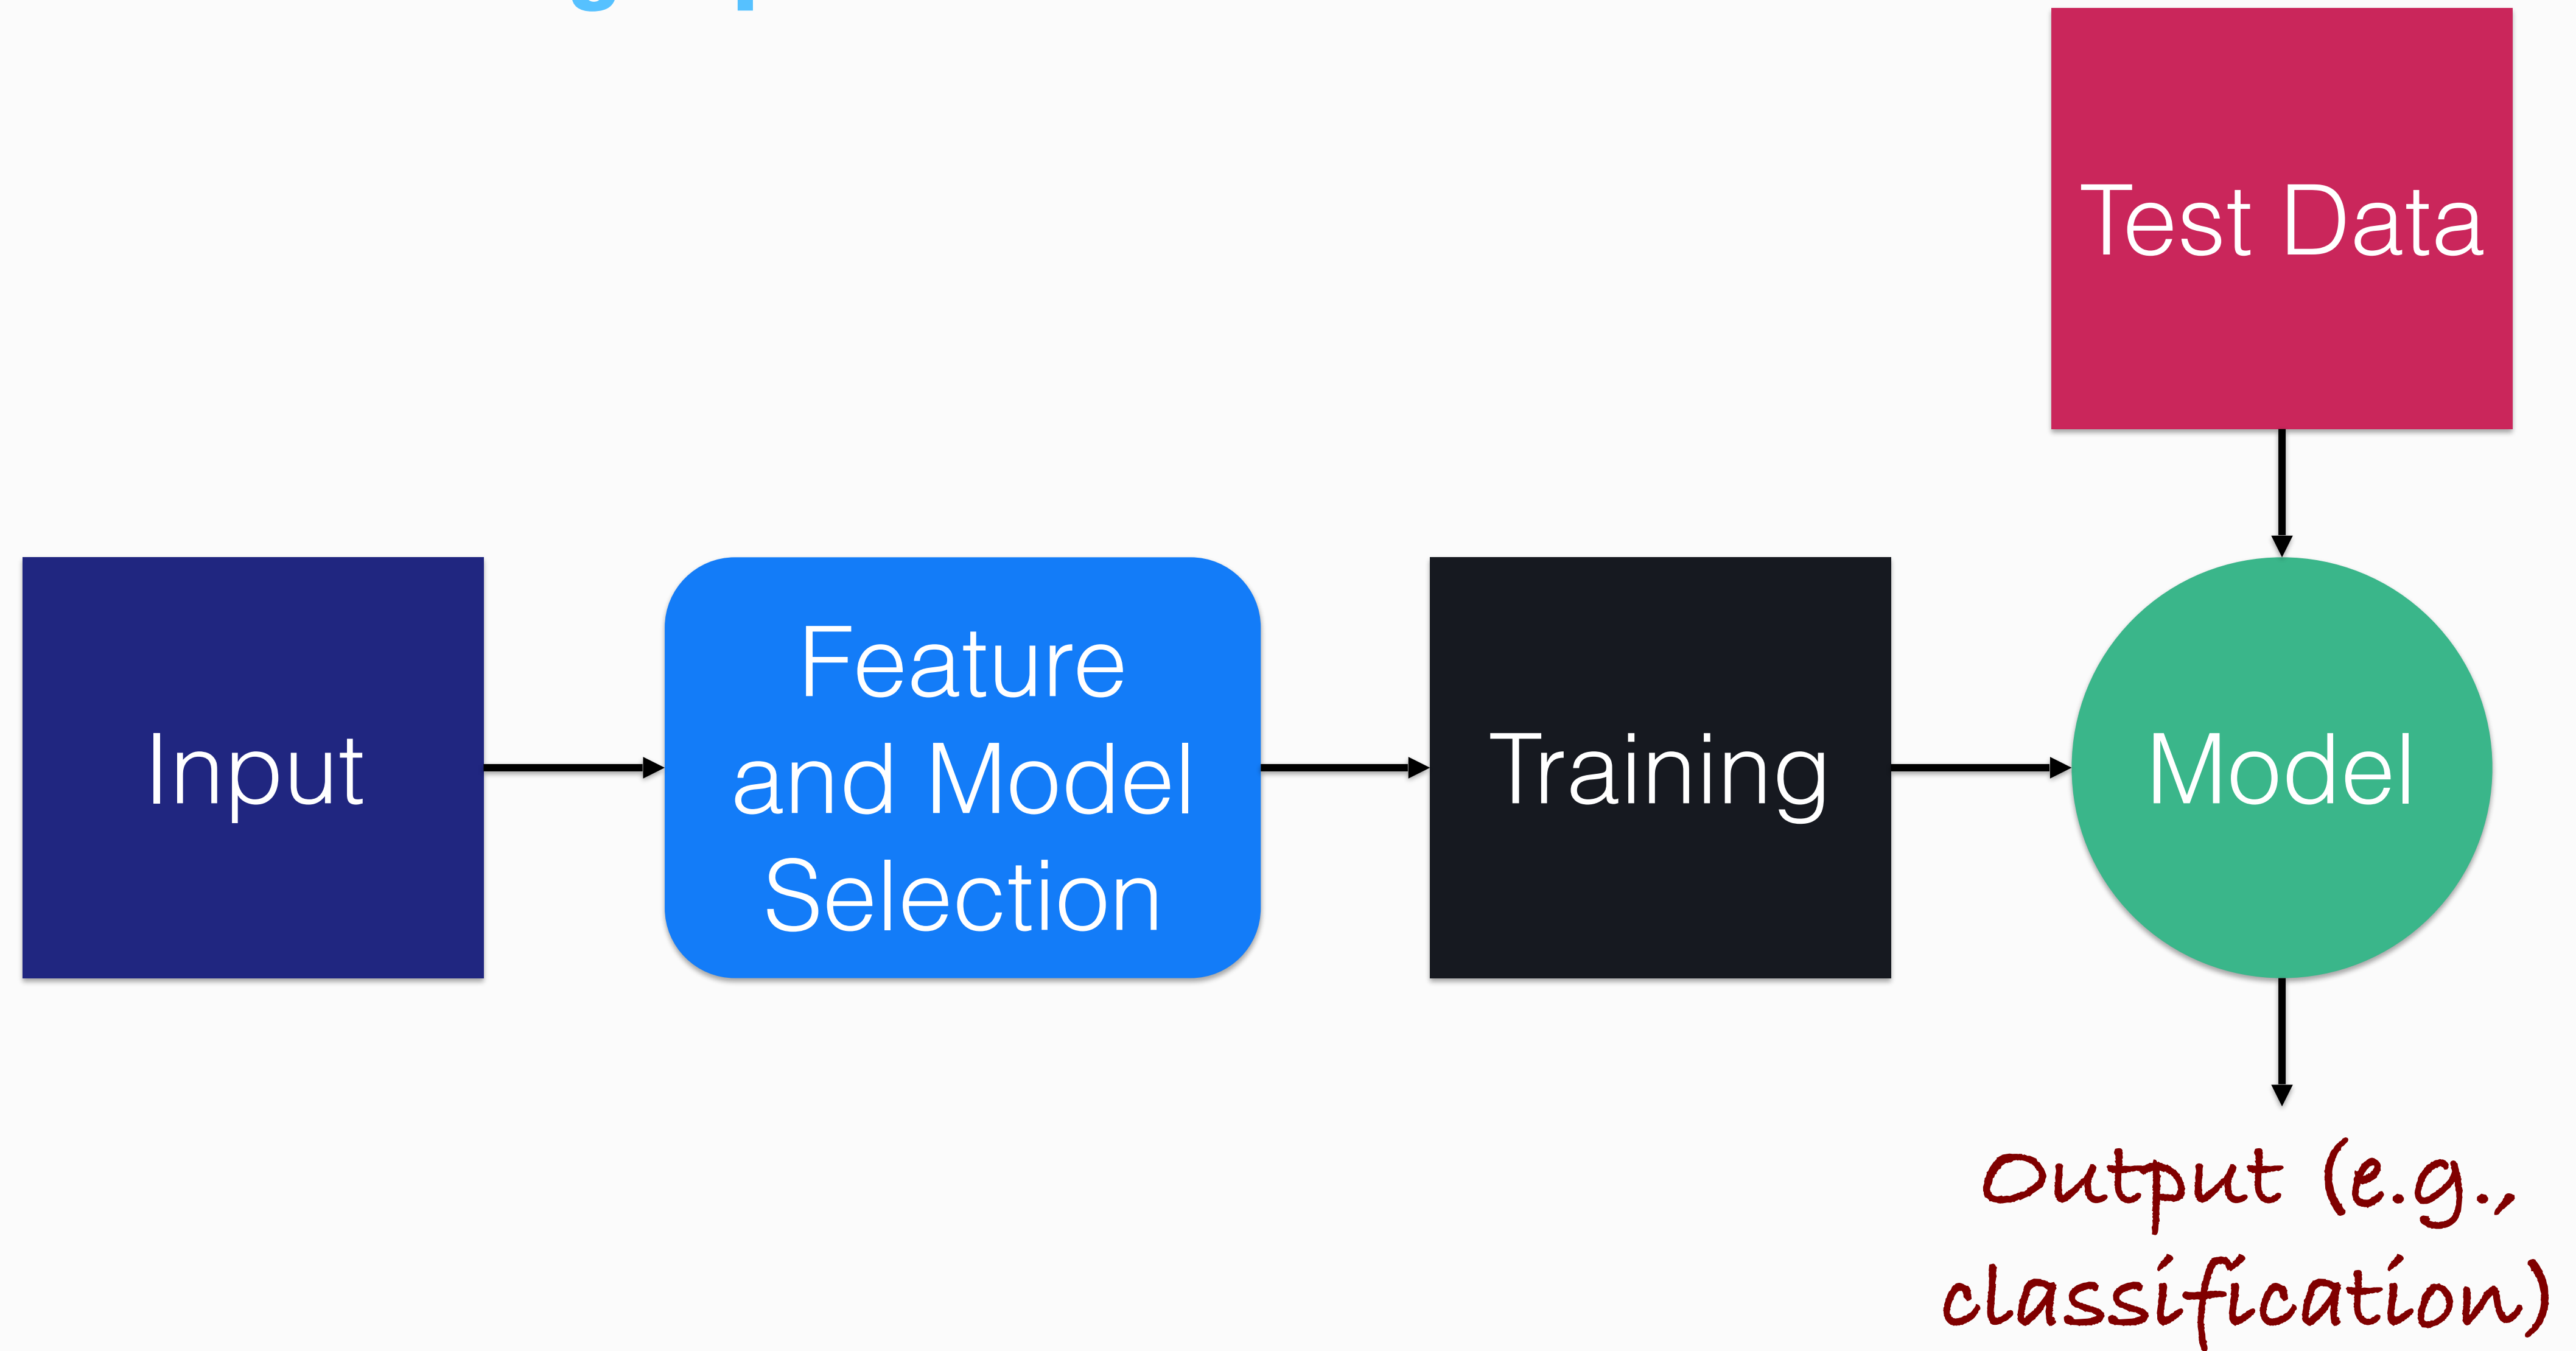 Test Data
Input
Feature
and Model
Selection
Training
Model
Output (e.g.,
classification)